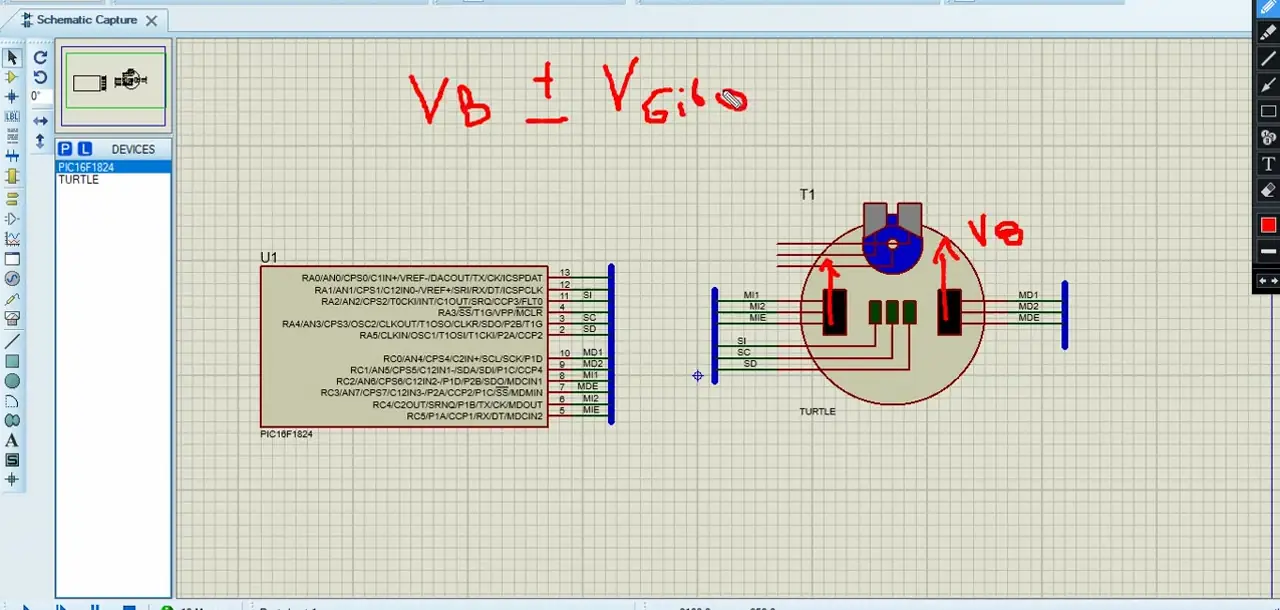 Schematic Capture
VB ± VGiro
0°
P L DEVICES
PIC16F1824
TURTLE
LBL
T
A
S
U1
RA0/AN0/CPS0/C1IN+/VREF-/DACOUT/TX/CK/ICSPDAT 13
RA1/AN1/CPS1/C12IN0-/VREF+/SRI/RX/DT/ICSPCLK 12
RA2/AN2/CPS2/T0CKI/INT/C1OUT/SRQ/CCP3/FLT0 11 SI
RA3/SS/T1G/VPP/MCLR 4
RA4/AN3/CPS3/OSC2/CLKOUT/T1OSO/CLKR/SDO/P2B/T1G 3 SC
RA5/CLKIN/OSC1/T1OSI/T1CKI/P2A/CCP2 2 SD
RC0/AN4/CPS4/C2IN+/SCL/SCK/P1D 10 MD1
RC1/AN5/CPS5/C12IN1-/SDA/SDI/P1C/CCP4 9 MD2
RC2/AN6/CPS6/C12IN2-/P1D/P2B/SDO/MDCIN1 8 MI1
RC3/AN7/CPS7/C12IN3-/P2A/CCP2/P1C/SS/MDMIN 7 MDE
RC4/C2OUT/SRNQ/P1B/TX/CK/MDOUT 6 MI2
RC5/P1A/CCP1/RX/DT/MDCIN2 5 MIE
PIC16F1824
T1
VB
MI1
MI2
MIE
SI
SC
SD
MD1
MD2
MDE
TURTLE